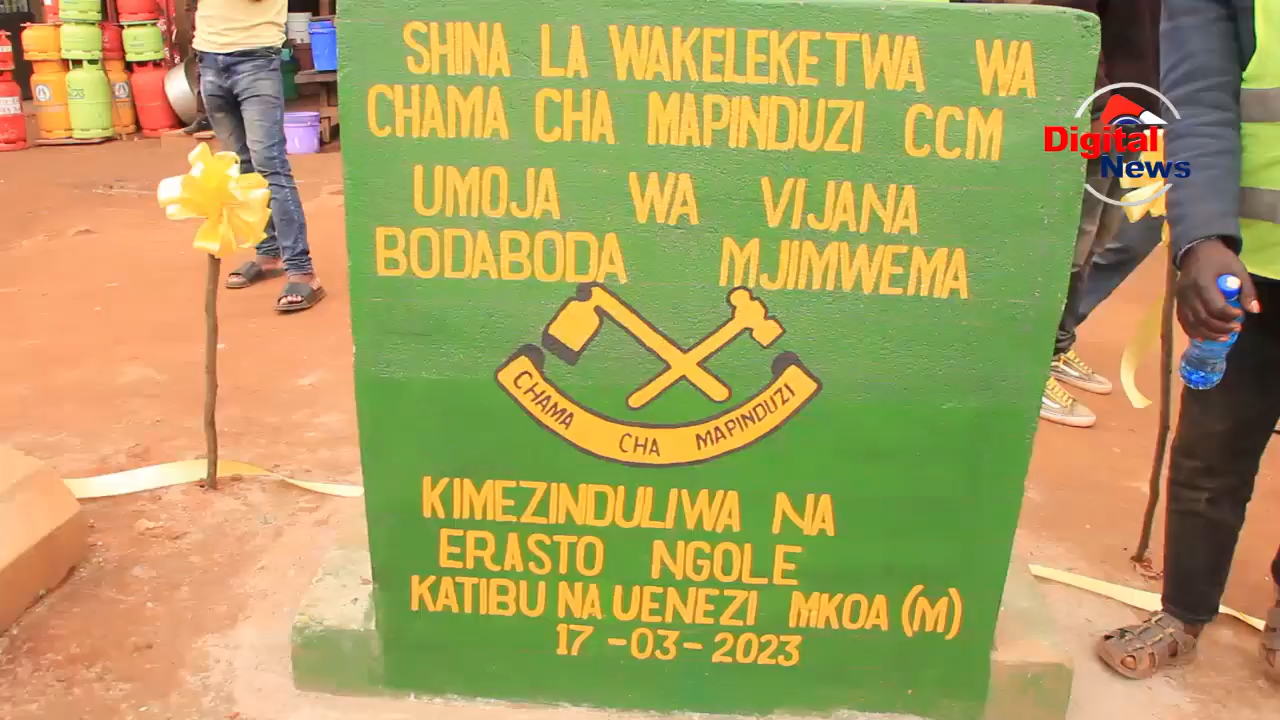 SHINA LA WAKELEKETWA WA
CHAMA CHA MAPINDUZI CCM
UMOJA WA VIJANA
BODABODA MJIMWEMA
CHAMA CHA MAPINDUZI
KIMEZINDULIWA NA
ERASTO NGOLE
KATIBU NA UENEZI MKOA (M)
17-03-2023
Digital
News